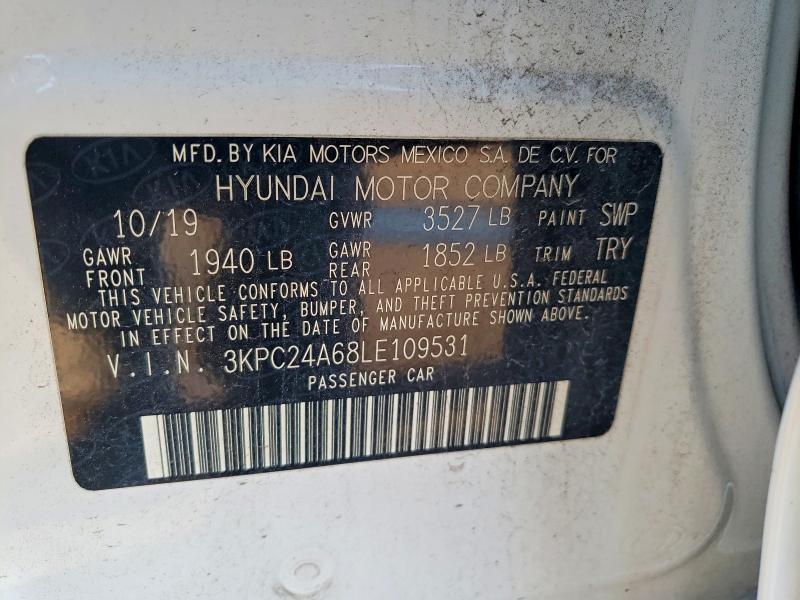 MFD. BY KIA MOTORS MEXICO S.A. DE C.V. FOR
HYUNDAI MOTOR COMPANY
10/19 GVWR 3527 LB PAINT SWP
GAWR FRONT 1940 LB GAWR REAR 1852 LB TRIM TRY
THIS VEHICLE CONFORMS TO ALL APPLICABLE U.S.A. FEDERAL
MOTOR VEHICLE SAFETY, BUMPER, AND THEFT PREVENTION STANDARDS
IN EFFECT ON THE DATE OF MANUFACTURE SHOWN ABOVE.
V.I.N. 3KPC24A68LE109531
PASSENGER CAR